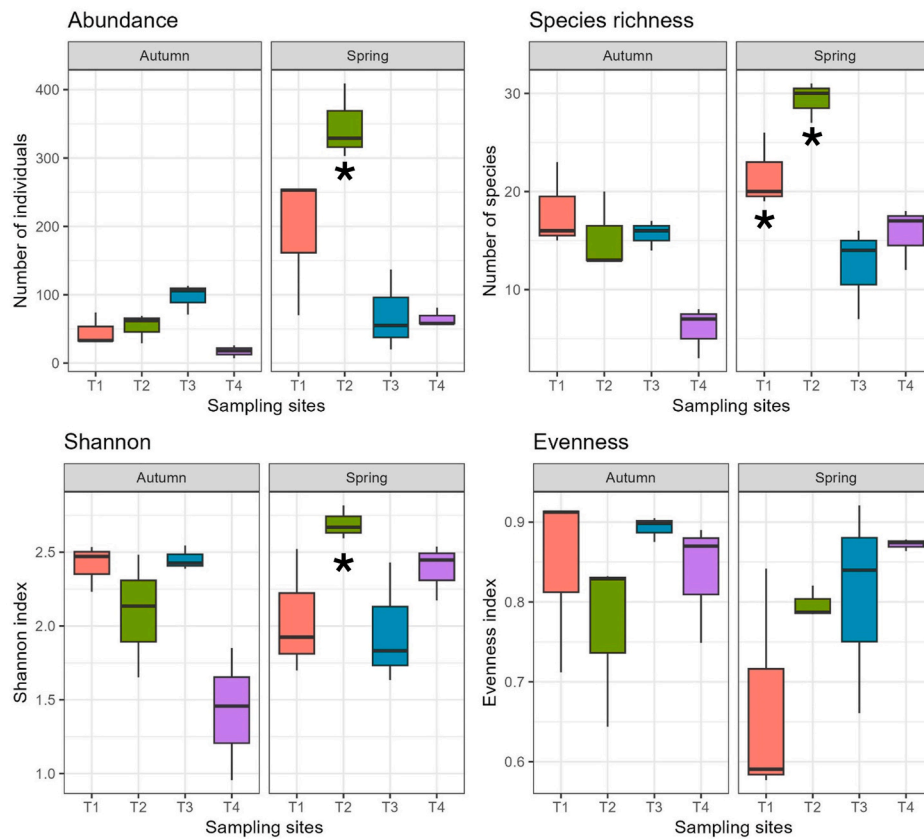 Abundance
Autumn
Spring
Number of individuals
400
300
200
100
0
T1 T2 T3 T4
T1 T2 T3 T4
Sampling sites
Species richness
Autumn
Spring
Number of species
30
20
10
T1 T2 T3 T4
T1 T2 T3 T4
Sampling sites
Shannon
Autumn
Spring
Shannon index
2.5
2.0
1.5
1.0
T1 T2 T3 T4
T1 T2 T3 T4
Sampling sites
Evenness
Autumn
Spring
Evenness index
0.9
0.8
0.7
0.6
T1 T2 T3 T4
T1 T2 T3 T4
Sampling sites